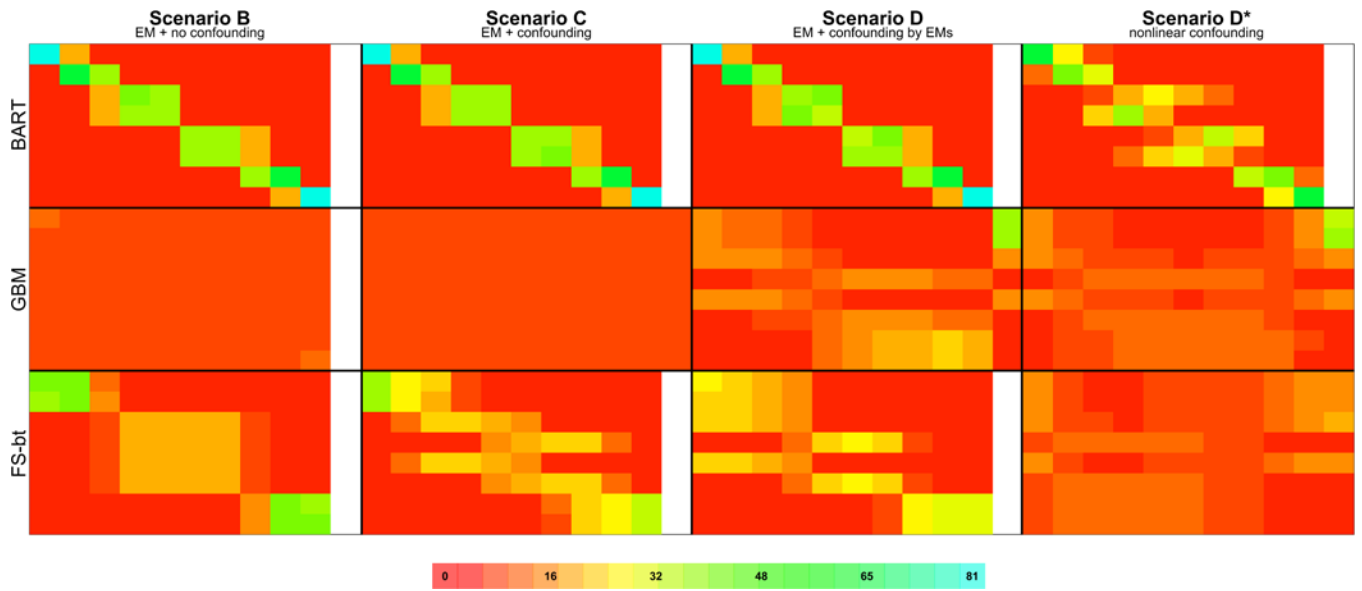 Scenario B
EM + no confounding
Scenario C
EM + confounding
Scenario D
EM + confounding by EMs
Scenario D*
nonlinear confounding
BART
GBM
FS-bt
0 16 32 48 65 81